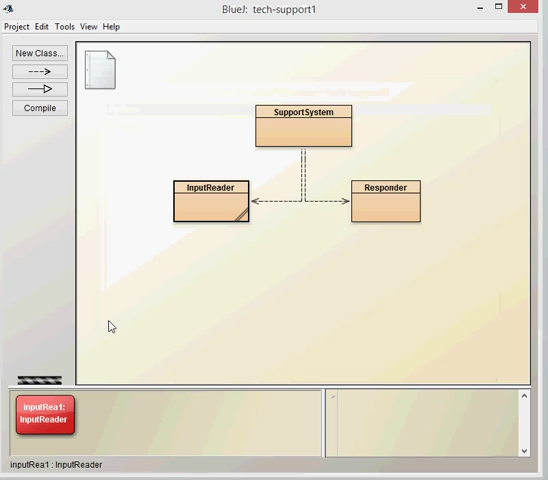 BlueJ: tech-support1
Project Edit Tools View Help
New Class...
Compile
SupportSystem
InputReader
Responder
inputRea1:
InputReader
inputRea1 : InputReader